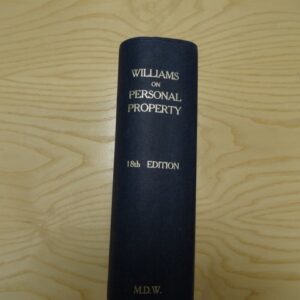 WILLIAMS
ON
PERSONAL
PROPERTY
18th EDITION
M.D.W.